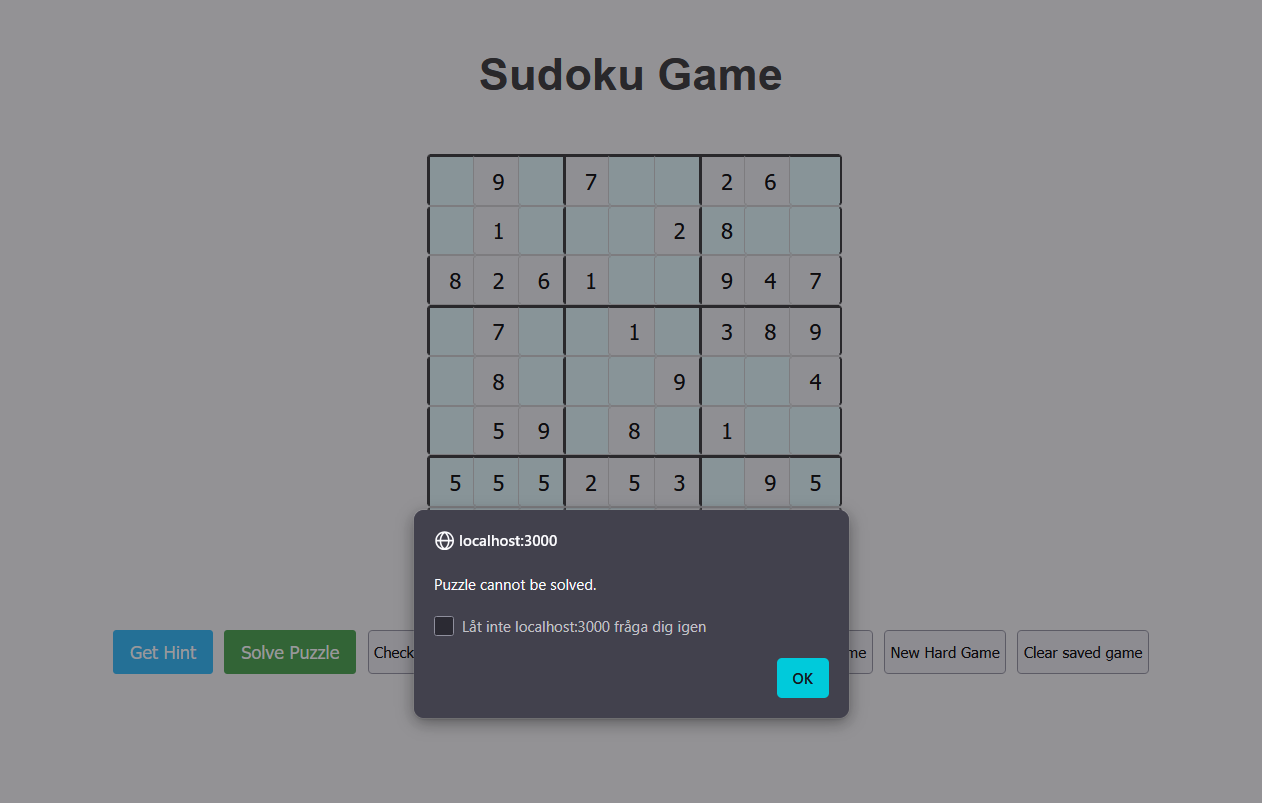 Sudoku Game
9 7 2 6
1 2 8
8 2 6 1 9 4 7
7 1 3 8 9
8 9 4
5 9 8 1
5 5 5 2 5 3 9 5
localhost:3000
Puzzle cannot be solved.
Låt inte localhost:3000 fråga dig igen
OK
Get Hint Solve Puzzle Check me New Hard Game Clear saved game